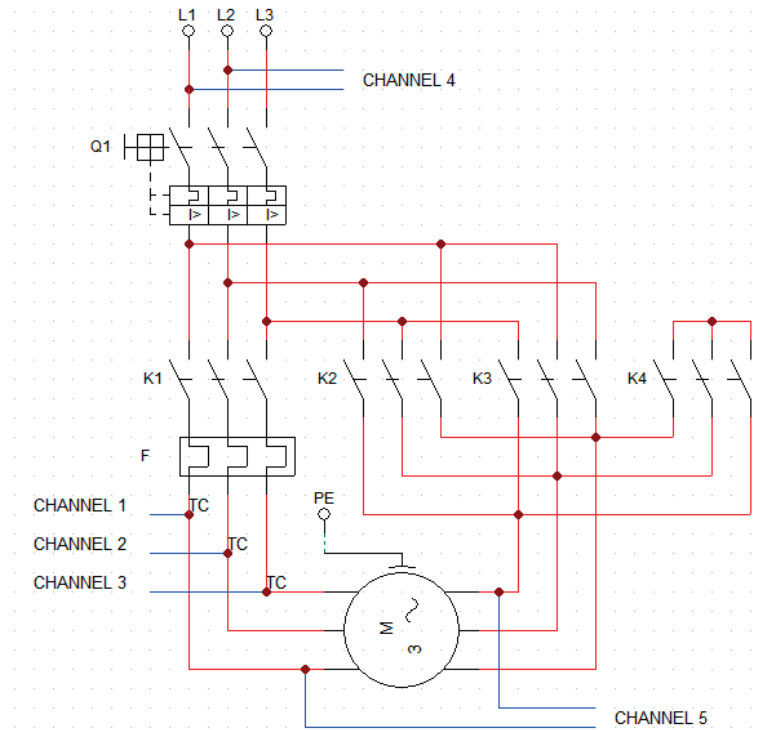 L1 L2 L3
CHANNEL 4
Q1
I> I> I>
K1 K2 K3 K4
F
CHANNEL 1 TC
PE
CHANNEL 2 TC
CHANNEL 3 TC
M
3
CHANNEL 5